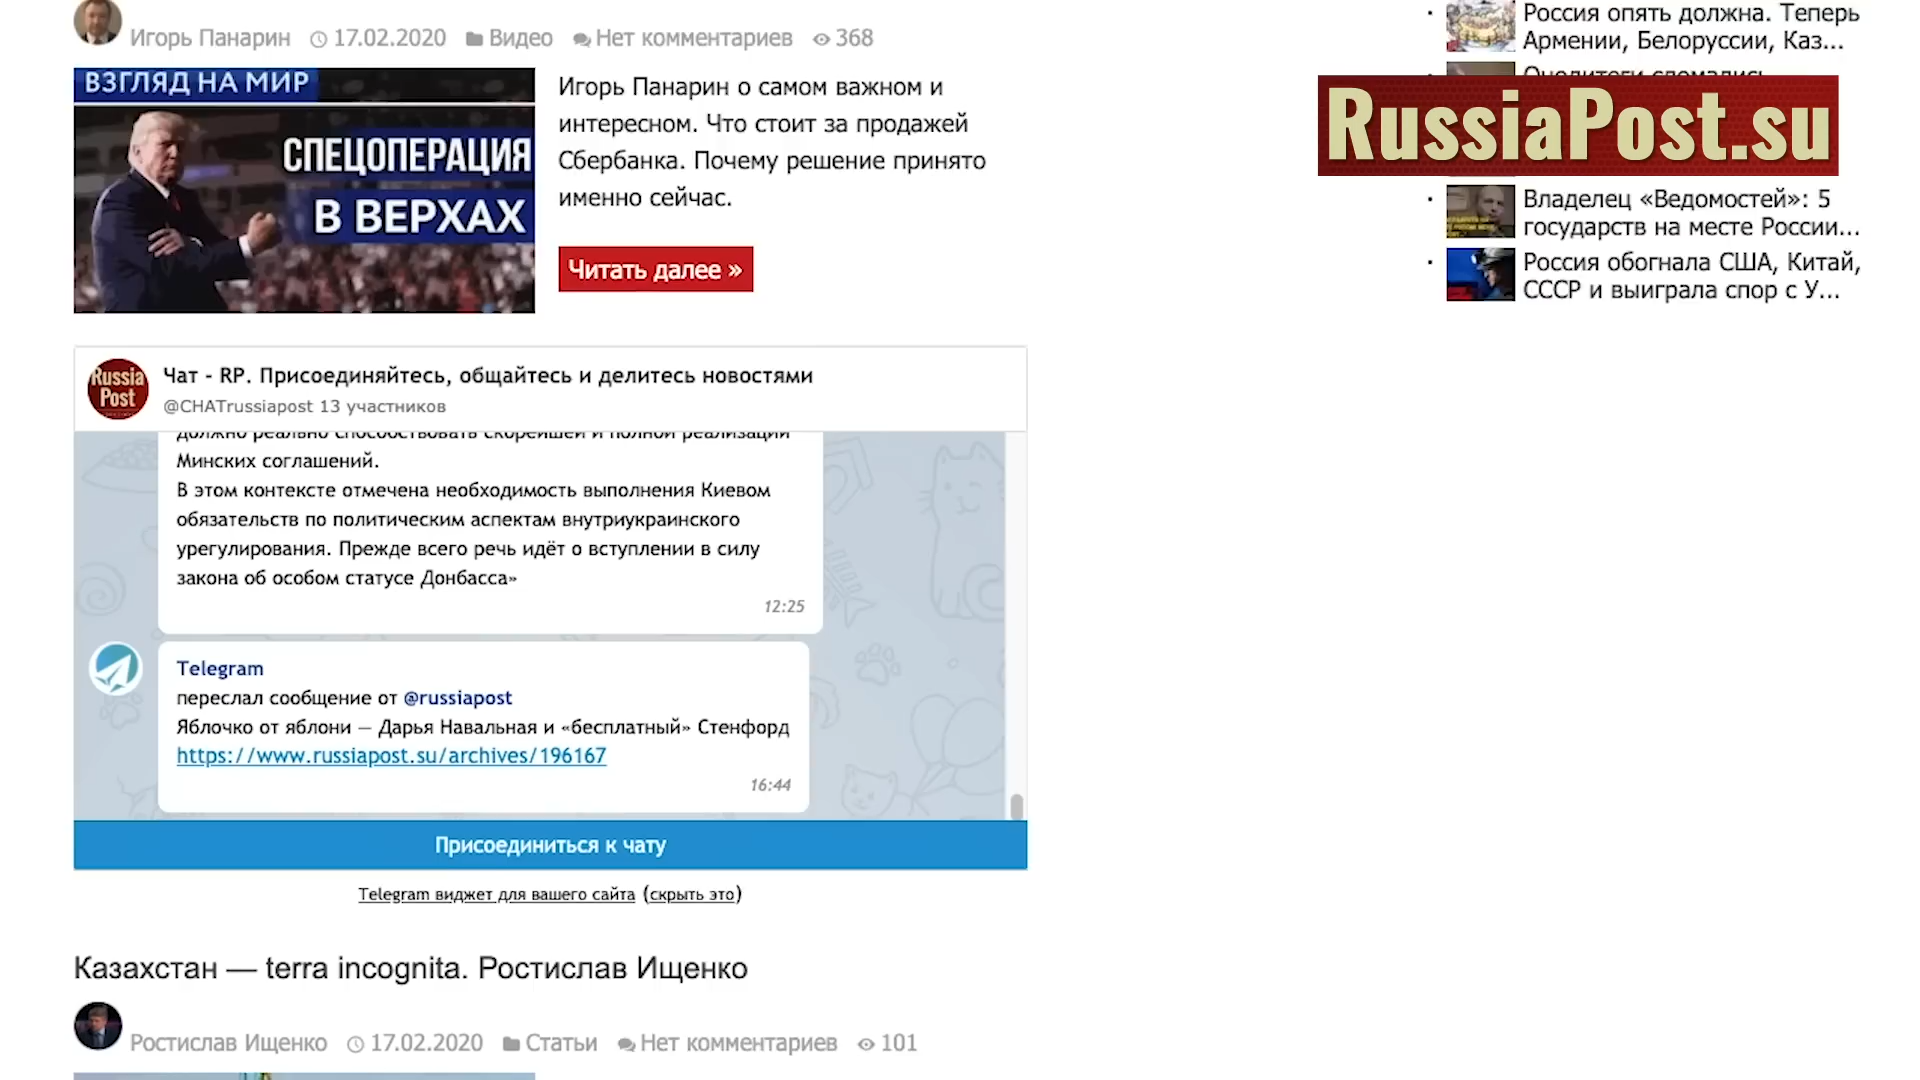 Игорь Панарин 17.02.2020 Видео Нет комментариев 368
ВЗГЛЯД НА МИР
СПЕЦОПЕРАЦИЯ
В ВЕРХАХ
Игорь Панарин о самом важном и
интересном. Что стоит за продажей
Сбербанка. Почему решение принято
именно сейчас.
Читать далее »
Russia
Post
Чат - RP. Присоединяйтесь, общайтесь и делитесь новостями
@CHATrussiapost 13 участников
должно реально способствовать скорейшей и полной реализации
Минских соглашений.
В этом контексте отмечена необходимость выполнения Киевом
обязательств по политическим аспектам внутриукраинского
урегулирования. Прежде всего речь идёт о вступлении в силу
закона об особом статусе Донбасса»
12:25
Telegram
переслал сообщение от @russiapost
Яблочко от яблони — Дарья Навальная и «бесплатный» Стенфорд
https://www.russiapost.su/archives/196167
16:44
Присоединиться к чату
Telegram виджет для вашего сайта (скрыть это)
Казахстан — terra incognita. Ростислав Ищенко
Ростислав Ищенко 17.02.2020 Статьи Нет комментариев 101
Россия опять должна. Теперь
Армении, Белоруссии, Каз...
RussiaPost.su
Владелец «Ведомостей»: 5
государств на месте России...
Россия обогнала США, Китай,
СССР и выиграла спор с У...